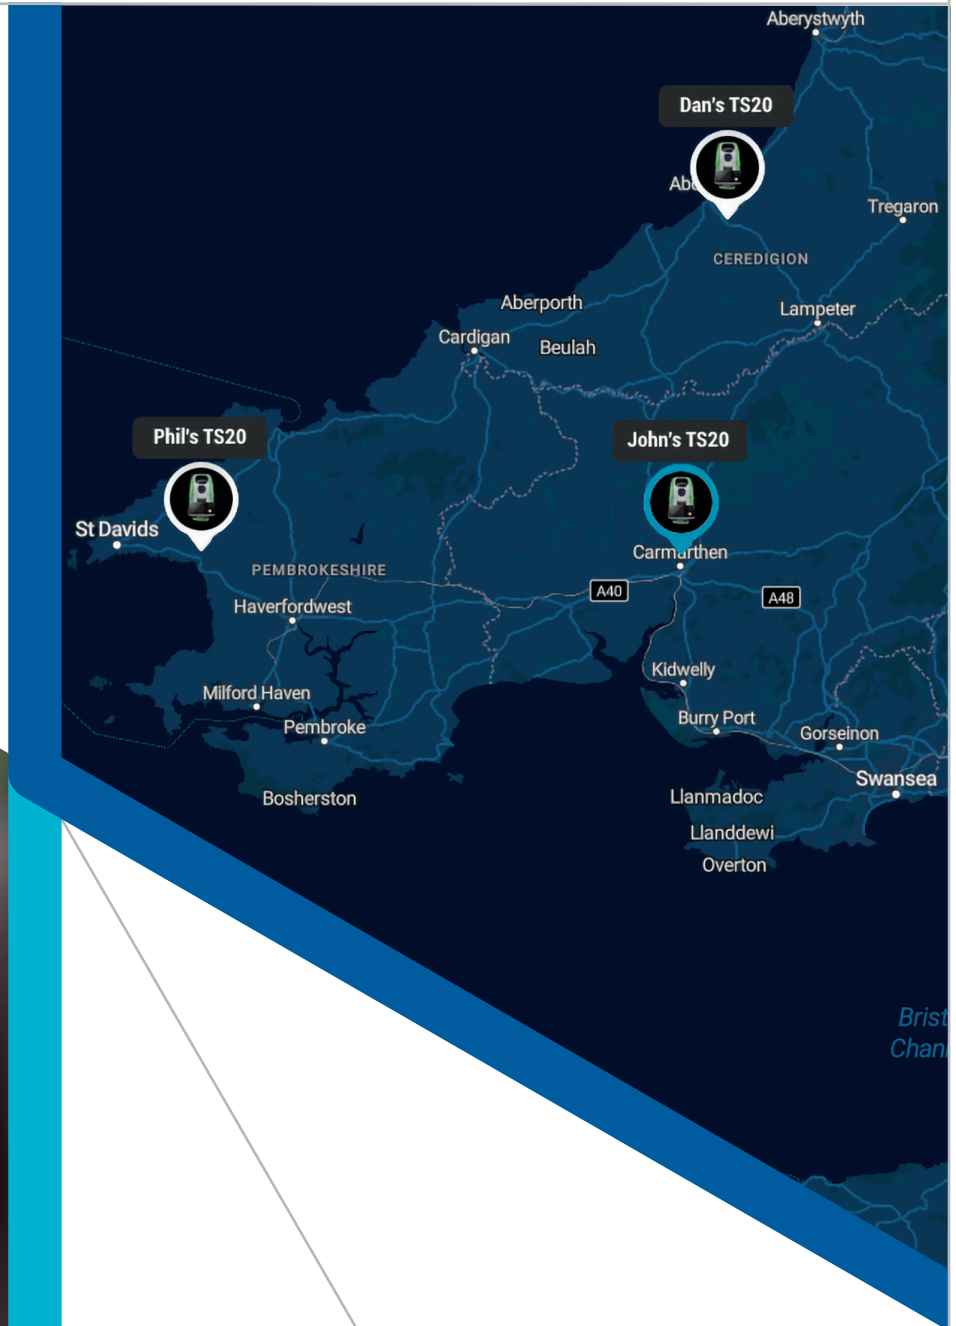 Aberystwyth
Dan's TS20
Tregaron
CEREDIGION
Aberporth
Lampeter
Cardigan
Beulah
Phil's TS20
John's TS20
St Davids
Carmarthen
PEMBROKESHIRE
A40
A48
Haverfordwest
Kidwelly
Milford Haven
Burry Port
Pembroke
Gorseinon
Swansea
Bosherston
Llanmadoc
Llanddewi
Overton